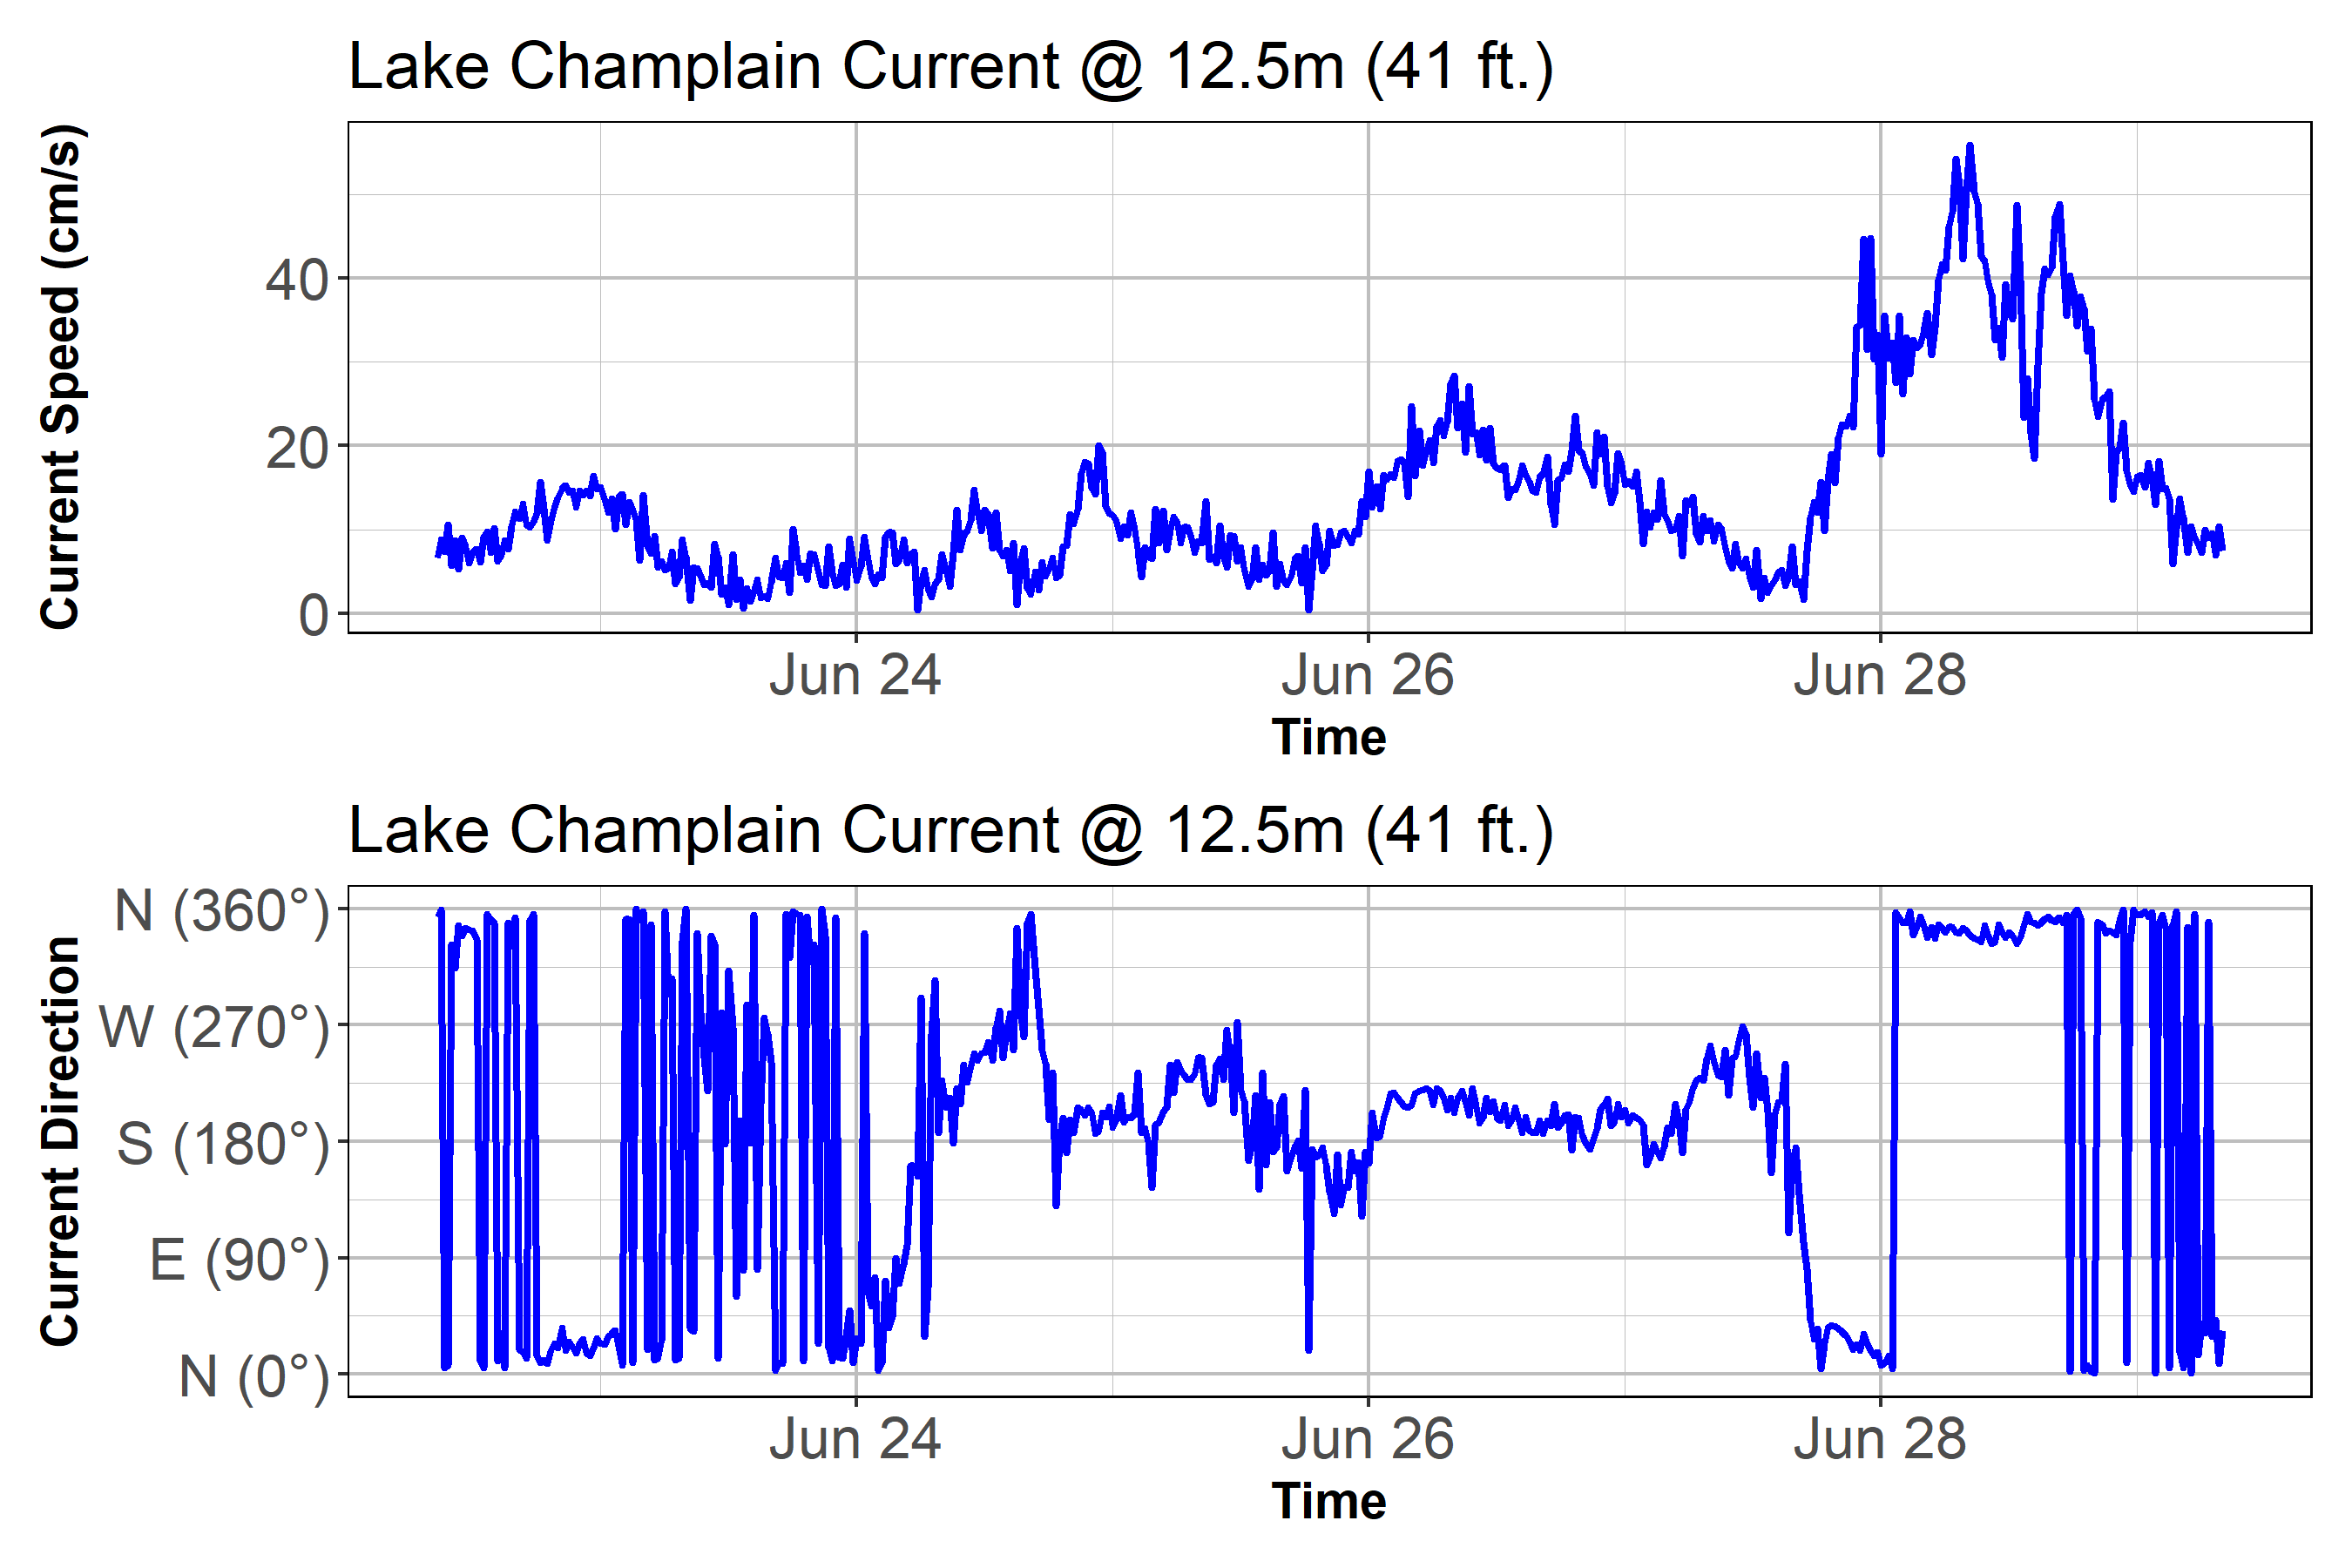 Lake Champlain Current @ 12.5m (41 ft.)
Current Speed (cm/s)
40
20
0
Jun 24 Jun 26 Jun 28
Time
Lake Champlain Current @ 12.5m (41 ft.)
Current Direction
N (360°)
W (270°)
S (180°)
E (90°)
N (0°)
Jun 24 Jun 26 Jun 28
Time